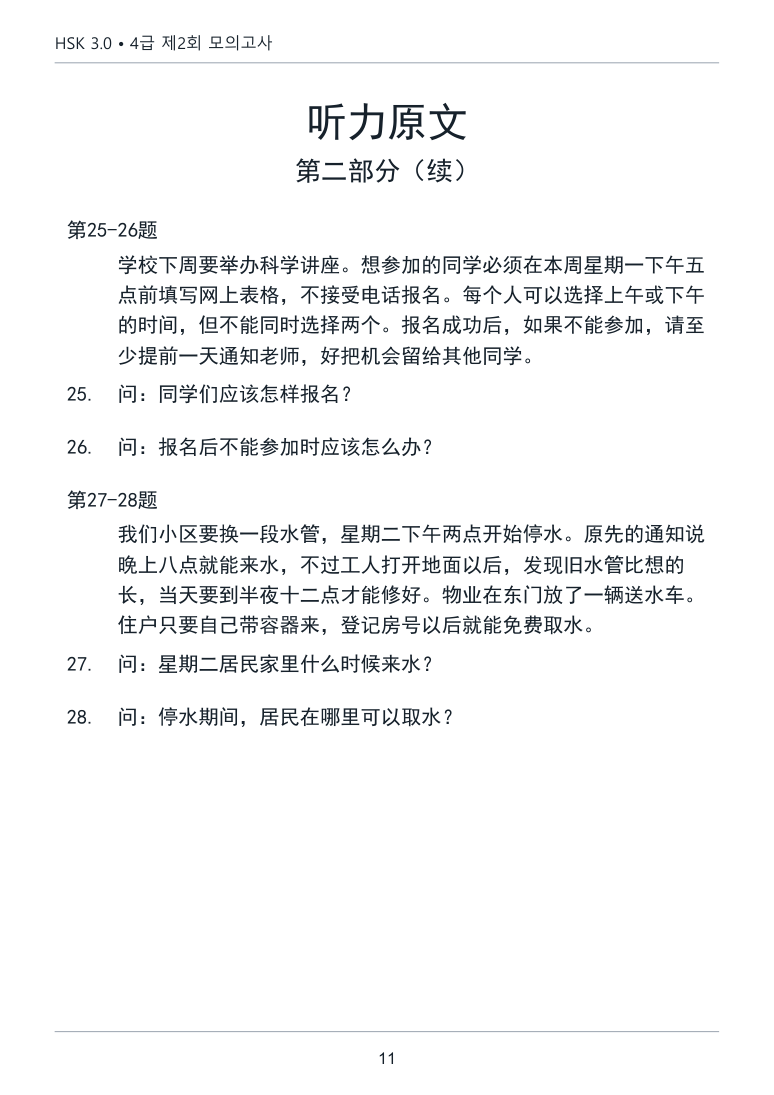 HSK 3.0 • 4급 제2회 모의고사
听力原文
第二部分（续）
第25-26题
学校下周要举办科学讲座。想参加的同学必须在本周星期一下午五
点前填写网上表格，不接受电话报名。每个人可以选择上午或下午
的时间，但不能同时选择两个。报名成功后，如果不能参加，请至
少提前一天通知老师，好把机会留给其他同学。
25. 问：同学们应该怎样报名？
26. 问：报名后不能参加时应该怎么办？
第27-28题
我们小区要换一段水管，星期二下午两点开始停水。原先的通知说
晚上八点就能来水，不过工人打开地面以后，发现旧水管比想的
长，当天要到半夜十二点才能修好。物业在东门放了一辆送水车。
住户只要自己带容器来，登记房号以后就能免费取水。
27. 问：星期二居民家里什么时候来水？
28. 问：停水期间，居民在哪里可以取水？
11